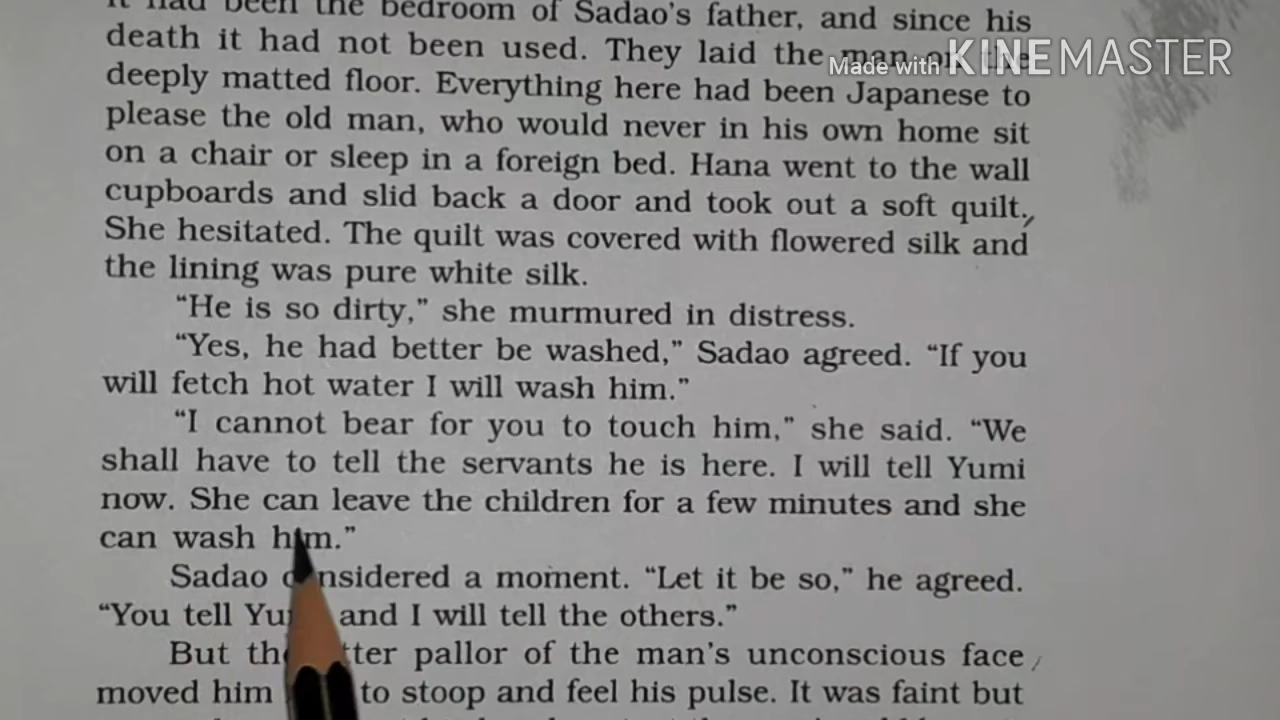 it had been the bedroom of Sadao's father, and since his
death it had not been used. They laid the man on the
Made with KINEMASTER
deeply matted floor. Everything here had been Japanese to
please the old man, who would never in his own home sit
on a chair or sleep in a foreign bed. Hana went to the wall
cupboards and slid back a door and took out a soft quilt.
She hesitated. The quilt was covered with flowered silk and
the lining was pure white silk.
“He is so dirty,” she murmured in distress.
“Yes, he had better be washed,” Sadao agreed. “If you
will fetch hot water I will wash him.”
“I cannot bear for you to touch him,” she said. “We
shall have to tell the servants he is here. I will tell Yumi
now. She can leave the children for a few minutes and she
can wash him.”
Sadao considered a moment. “Let it be so,” he agreed.
“You tell Yumi and I will tell the others.”
But the utter pallor of the man's unconscious face
moved him to stoop and feel his pulse. It was faint but